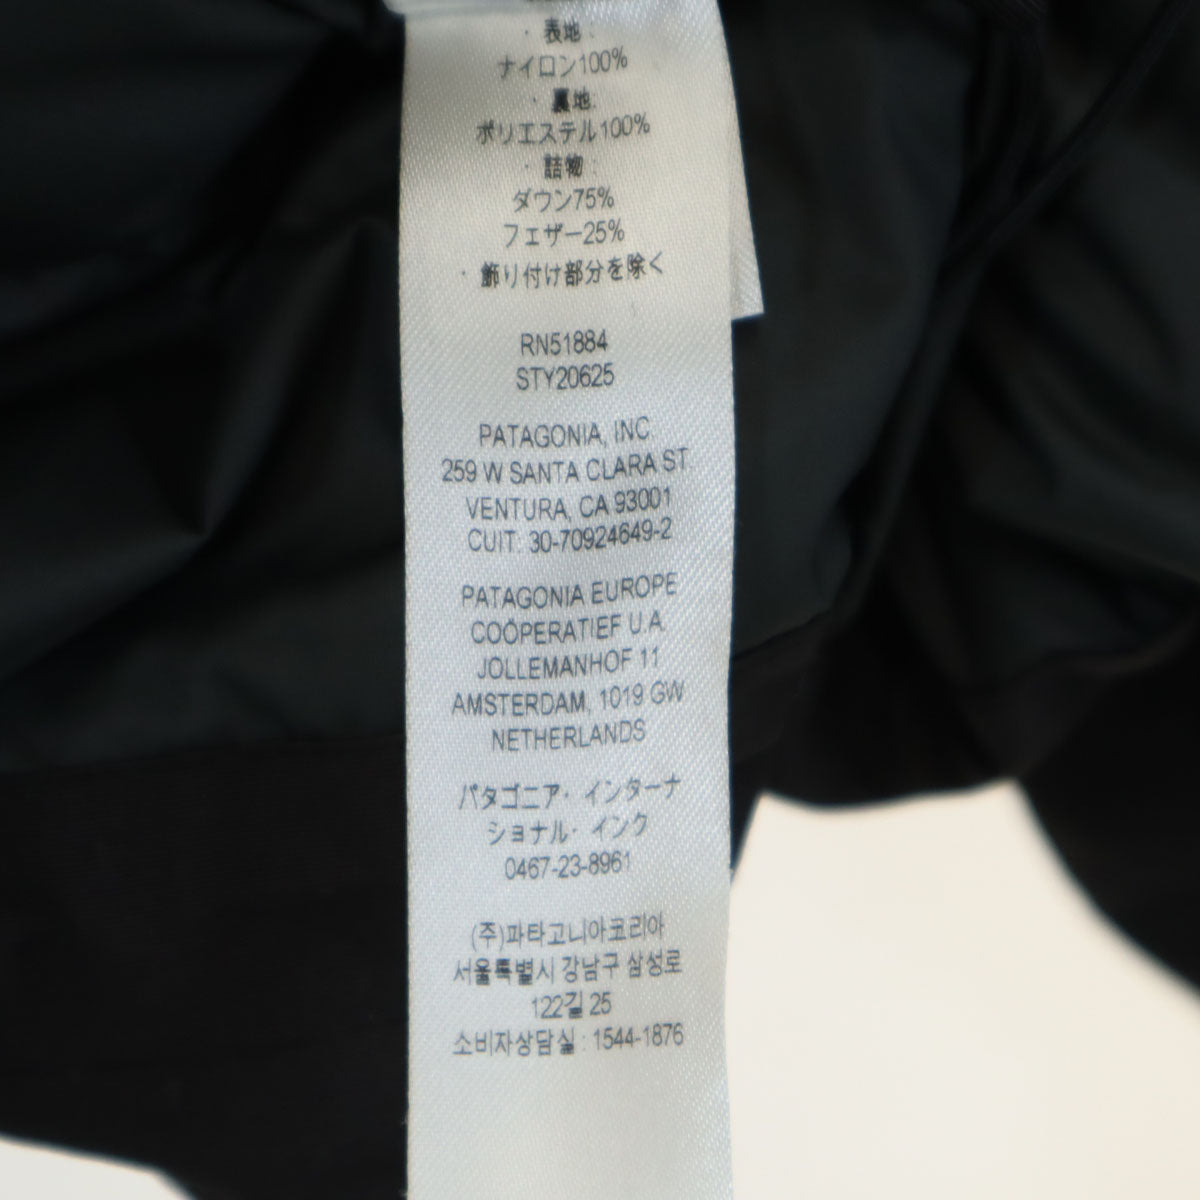 ・表地:
ナイロン100%
・裏地:
ポリエステル100%
・詰物:
ダウン75%
フェザー25%
・飾り付け部分を除く
RN51884
STY20625
PATAGONIA, INC
259 W SANTA CLARA ST.
VENTURA, CA 93001
CUIT: 30-70924649-2
PATAGONIA EUROPE
COÖPERATIEF U.A.
JOLLEMANHOF 11
AMSTERDAM, 1019 GW
NETHERLANDS
パタゴニア・インターナ
ショナル・インク
0467-23-8961
(주)파타고니아코리아
서울특별시 강남구 삼성로
122길 25
소비자상담실 : 1544-1876